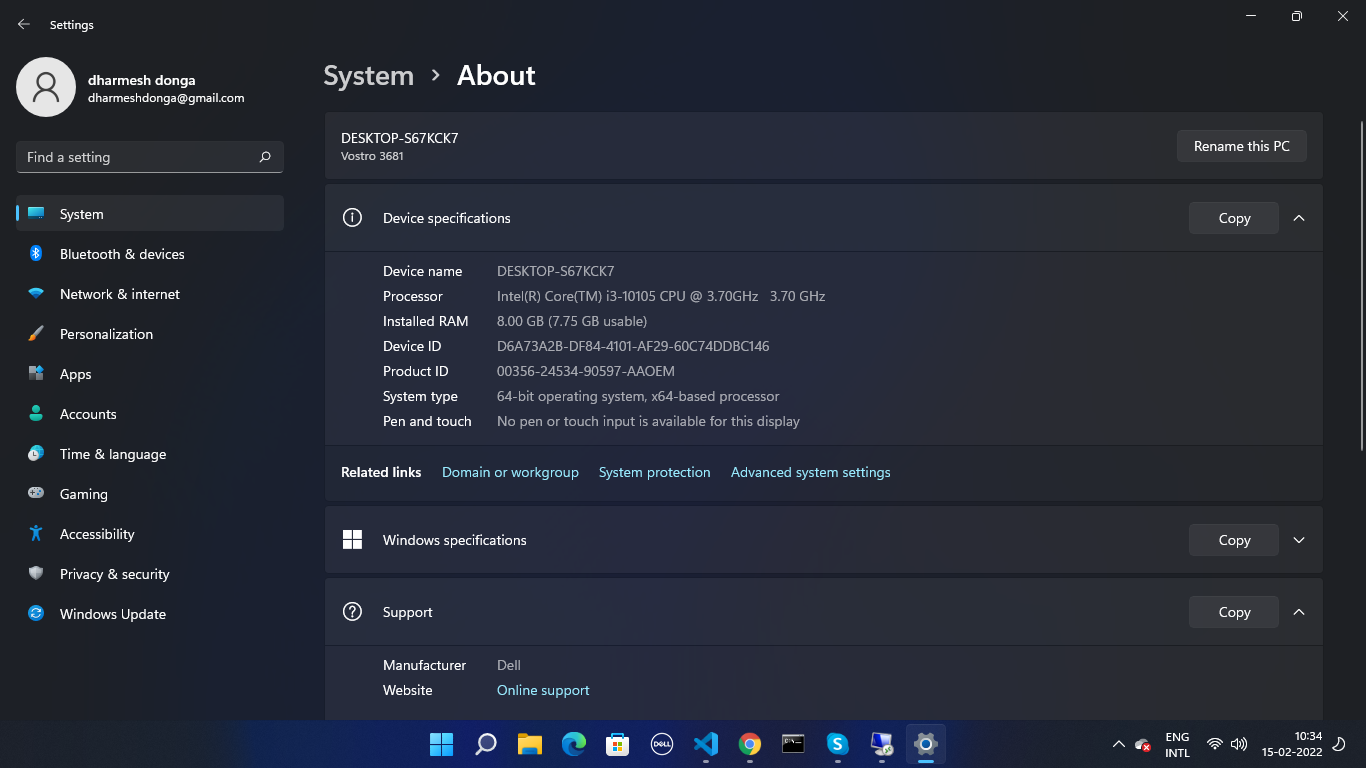 Settings
dharmesh donga
dharmeshdonga@gmail.com
Find a setting
System
Bluetooth & devices
Network & internet
Personalization
Apps
Accounts
Time & language
Gaming
Accessibility
Privacy & security
Windows Update
System > About
DESKTOP-S67KCK7
Vostro 3681
Rename this PC
Device specifications Copy
Device name DESKTOP-S67KCK7
Processor Intel(R) Core(TM) i3-10105 CPU @ 3.70GHz 3.70 GHz
Installed RAM 8.00 GB (7.75 GB usable)
Device ID D6A73A2B-DF84-4101-AF29-60C74DDBC146
Product ID 00356-24534-90597-AAOEM
System type 64-bit operating system, x64-based processor
Pen and touch No pen or touch input is available for this display
Related links Domain or workgroup System protection Advanced system settings
Windows specifications Copy
Support Copy
Manufacturer Dell
Website Online support
DELL
ENG
INTL
10:34
15-02-2022